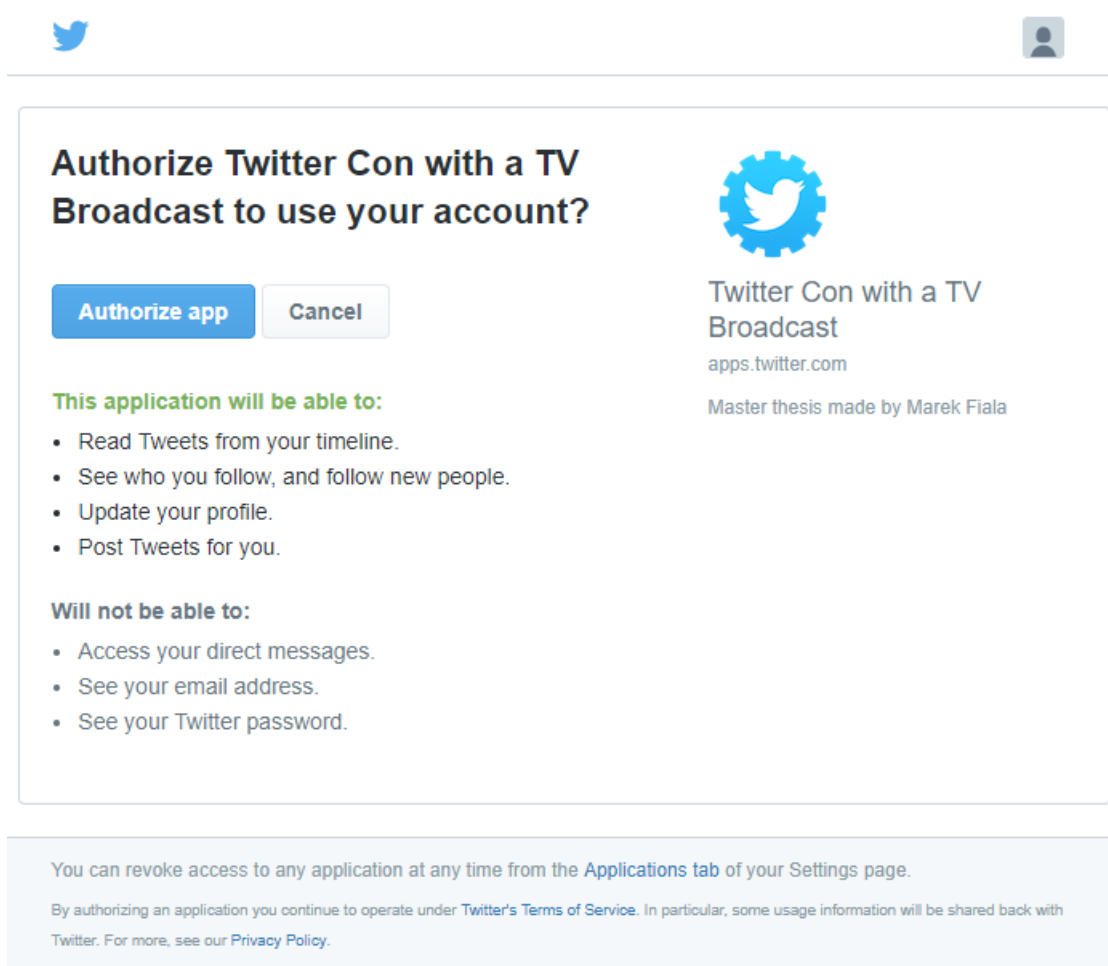 Authorize Twitter Con with a TV
Broadcast to use your account?
Authorize app
Cancel
Twitter Con with a TV
Broadcast
apps.twitter.com
Master thesis made by Marek Fiala
This application will be able to:
• Read Tweets from your timeline.
• See who you follow, and follow new people.
• Update your profile.
• Post Tweets for you.
Will not be able to:
• Access your direct messages.
• See your email address.
• See your Twitter password.
You can revoke access to any application at any time from the Applications tab of your Settings page.
By authorizing an application you continue to operate under Twitter's Terms of Service. In particular, some usage information will be shared back with
Twitter. For more, see our Privacy Policy.